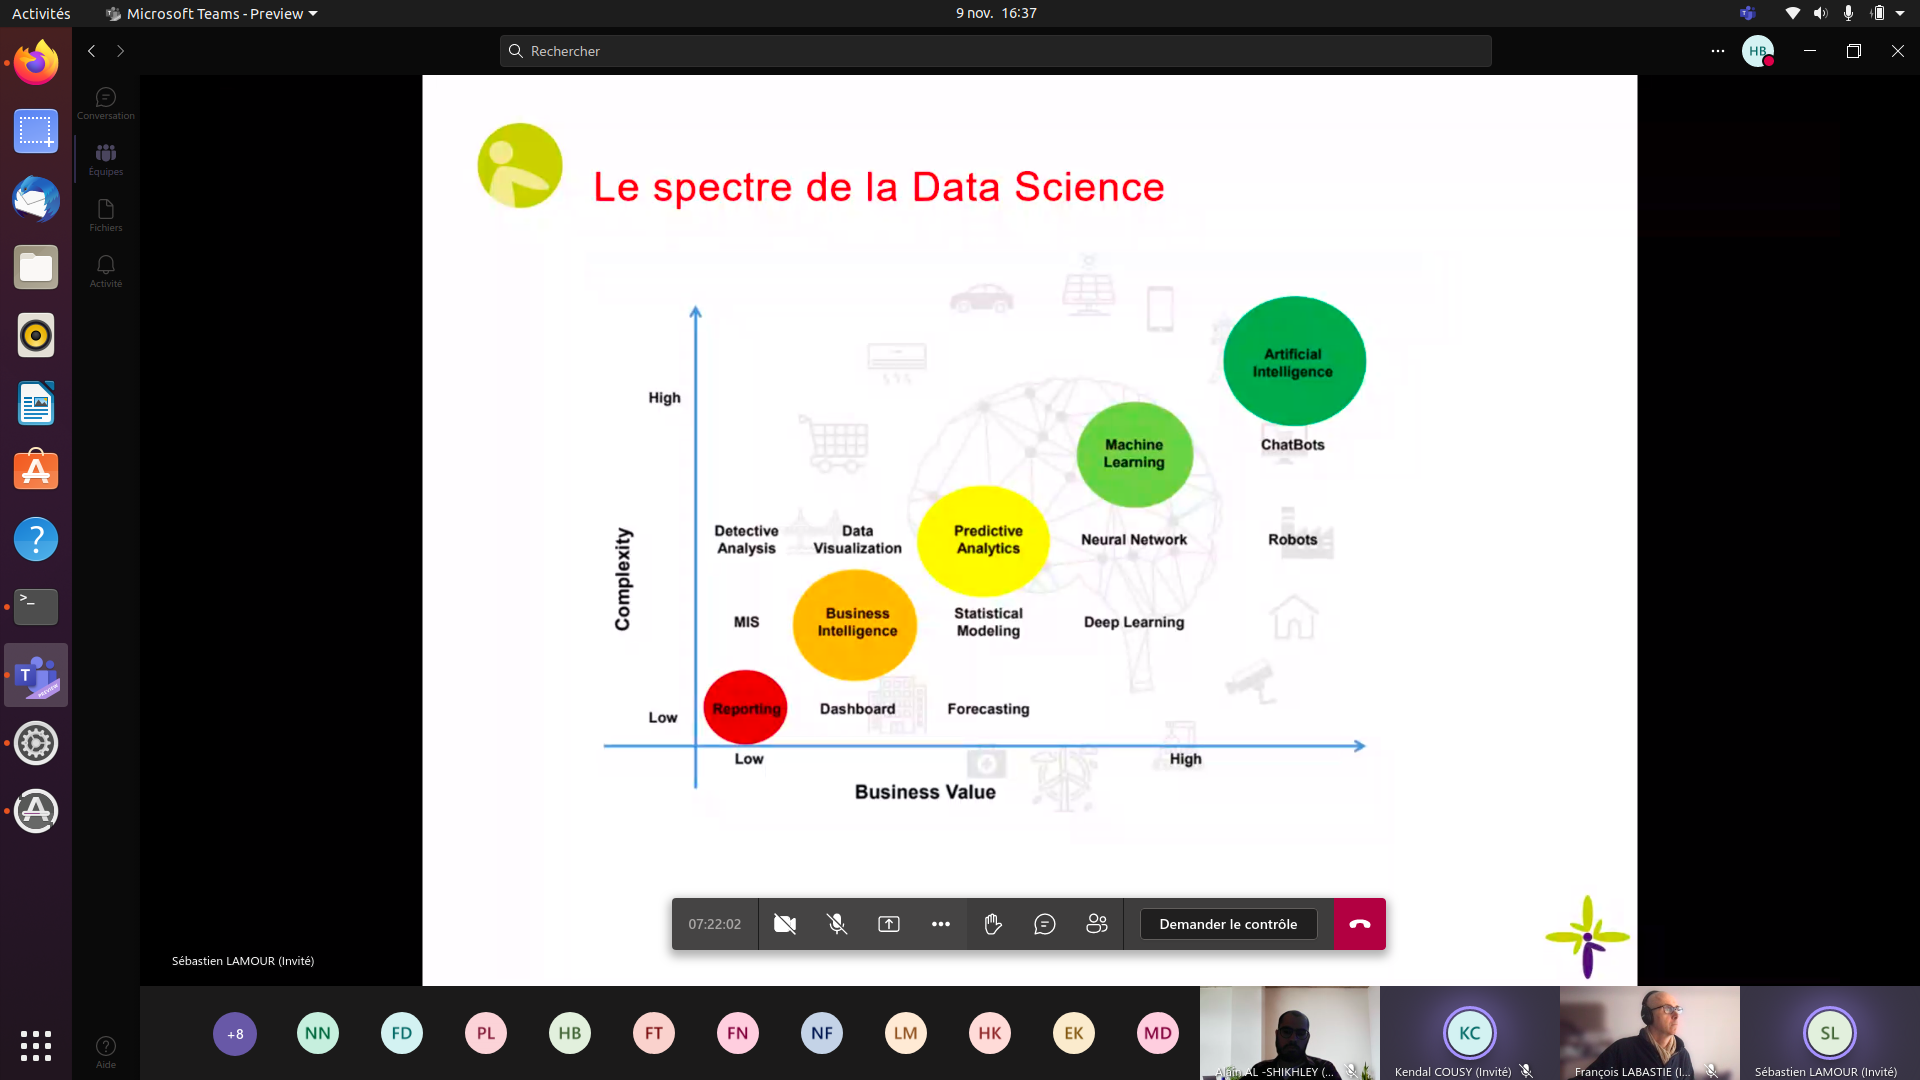 Activités
Microsoft Teams - Preview
9 nov.  16:37
Rechercher
HB
Conversation
Équipes
Fichiers
Activité
Aide
Le spectre de la Data Science
Complexity
High
Low
Artificial
Intelligence
Machine
Learning
ChatBots
Detective
Analysis
Data
Visualization
Predictive
Analytics
Neural Network
Robots
MIS
Business
Intelligence
Statistical
Modeling
Deep Learning
Reporting
Dashboard
Forecasting
Low
High
Business Value
07:22:02
Demander le contrôle
Sébastien LAMOUR (Invité)
+8
NN
FD
PL
HB
FT
FN
NF
LM
HK
EK
MD
KC
SL
Alain AL -SHIKHLEY (...
Kendal COUSY (Invité)
François LABASTIE (I...
Sébastien LAMOUR (Invité)